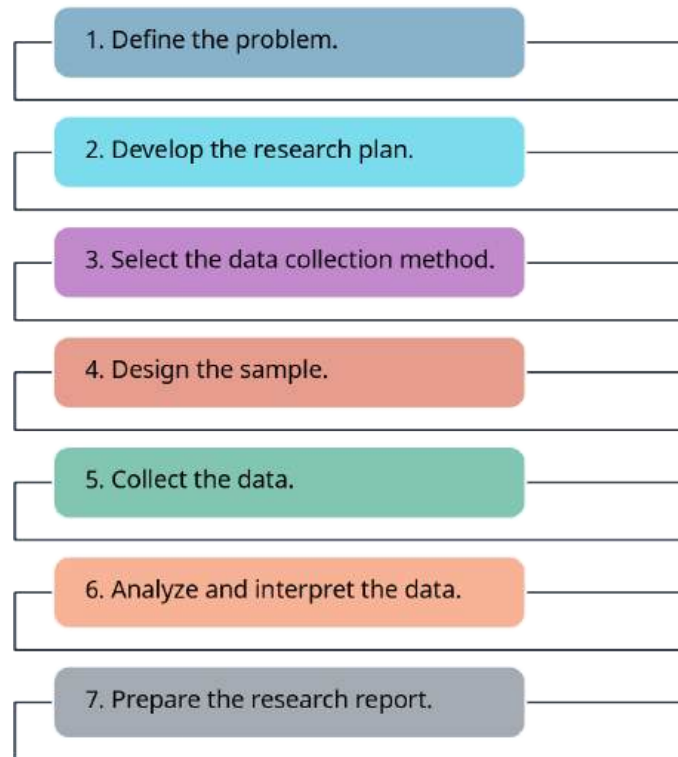 1. Define the problem.
2. Develop the research plan.
3. Select the data collection method.
4. Design the sample.
5. Collect the data.
6. Analyze and interpret the data.
7. Prepare the research report.